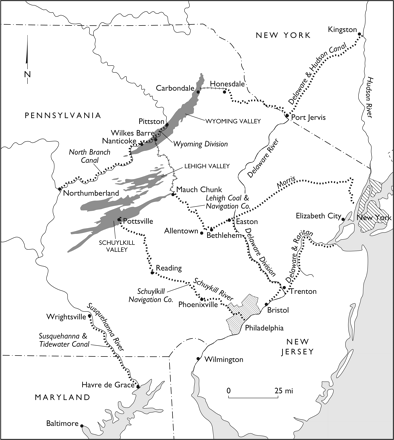 Kingston
NEW YORK
Delaware & Hudson Canal
Hudson River
Honesdale
Carbondale
N
PENNSYLVANIA
Pittston
WYOMING VALLEY
Port Jervis
Wilkes Barre
Nanticoke
Wyoming Division
North Branch
Canal
Delaware River
LEHIGH VALLEY
Northumberland
Mauch Chunk
Morris
Lehigh Coal &
Navigation Co.
Pottsville
Elizabeth City
New York
Easton
Allentown
Bethlehem
SCHUYKILL
VALLEY
Delaware Division
Delaware & Raritan
Reading
Schuylkill
Navigation Co.
Schuykill River
Trenton
Phoenixville
Bristol
Philadelphia
Wrightsville
Susquehanna River
Susquehanna &
Tidewater Canal
NEW
JERSEY
Wilmington
Havre de Grace
0
25 mi
MARYLAND
Baltimore